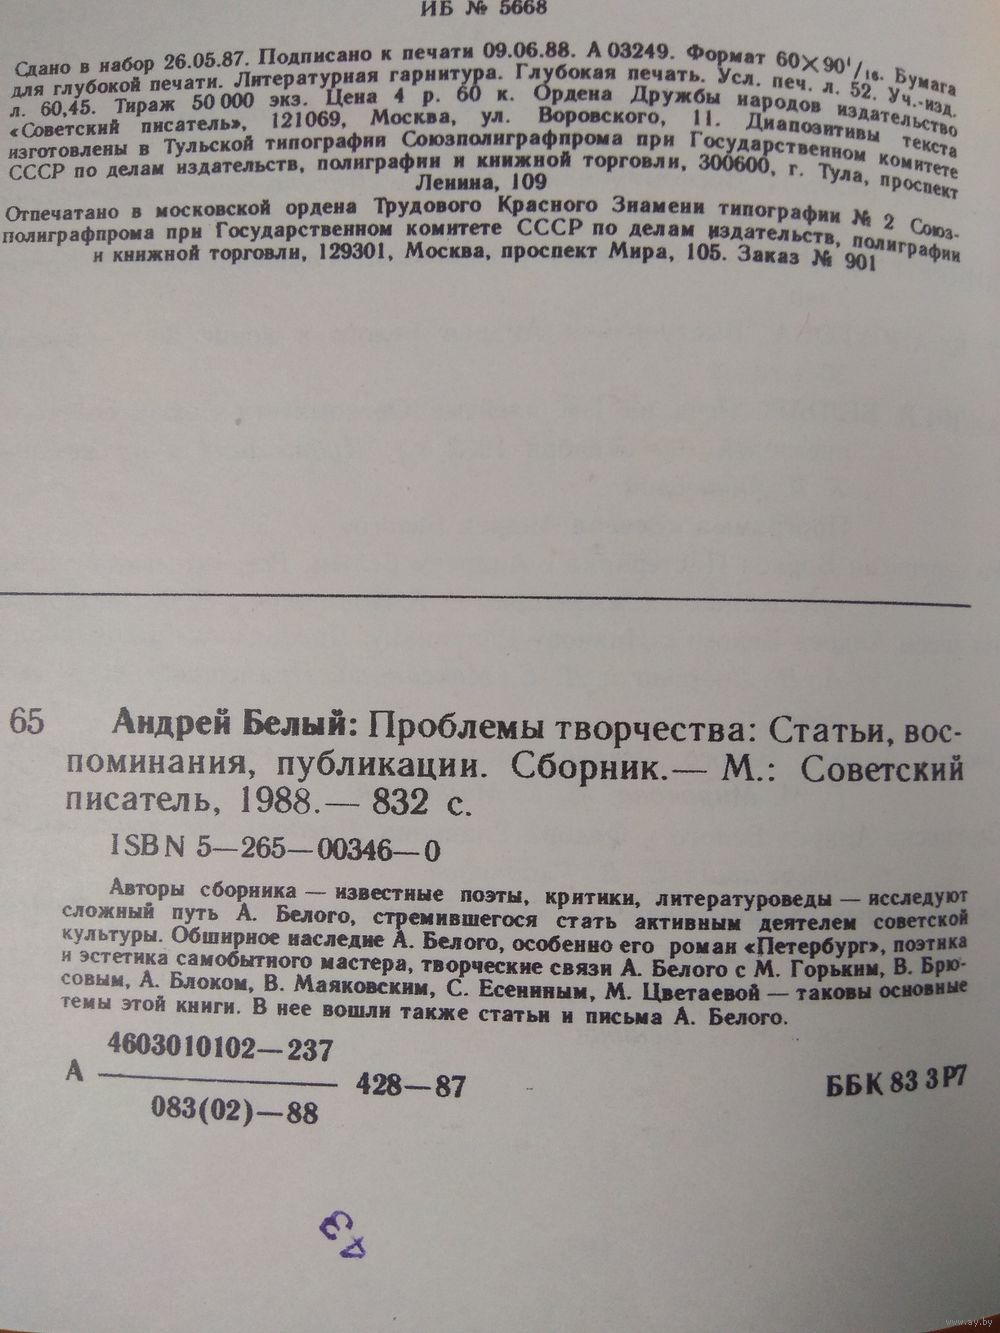 ИБ № 5668
Сдано в набор 26.05.87. Подписано к печати 09.06.88. А 03249. Формат 60×90¹/₁₆. Бумага
для глубокой печати. Литературная гарнитура. Глубокая печать. Усл. печ. л. 52. Уч.-изд.
л. 60,45. Тираж 50 000 экз. Цена 4 р. 60 к. Ордена Дружбы народов издательство
«Советский писатель», 121069, Москва, ул. Воровского, 11. Диапозитивы текста
изготовлены в Тульской типографии Союзполиграфпрома при Государственном комитете
СССР по делам издательств, полиграфии и книжной торговли, 300600, г. Тула, проспект
Ленина, 109
Отпечатано в московской ордена Трудового Красного Знамени типографии № 2 Союз-
полиграфпрома при Государственном комитете СССР по делам издательств, полиграфии
и книжной торговли, 129301, Москва, проспект Мира, 105. Заказ № 901
65 Андрей Белый: Проблемы творчества: Статьи, вос-
поминания, публикации. Сборник.— М.: Советский
писатель, 1988.— 832 с.
ISBN 5—265—00346—0
Авторы сборника — известные поэты, критики, литературоведы — исследуют
сложный путь А. Белого, стремившегося стать активным деятелем советской
культуры. Обширное наследие А. Белого, особенно его роман «Петербург», поэтика
и эстетика самобытного мастера, творческие связи А. Белого с М. Горьким, В. Брю-
совым, А. Блоком, В. Маяковским, С. Есениным, М. Цветаевой — таковы основные
темы этой книги. В нее вошли также статьи и письма А. Белого.
4603010102—237
А 428—87 ББК 83 3Р7
083(02)—88
www.ay.by